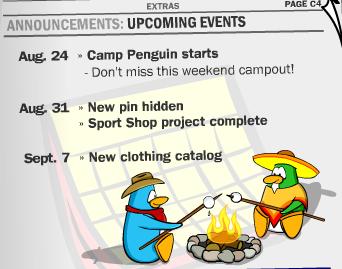 EXTRAS
PAGE C4
ANNOUNCEMENTS: UPCOMING EVENTS
Aug. 24 » Camp Penguin starts
- Don't miss this weekend campout!
Aug. 31 » New pin hidden
» Sport Shop project complete
Sept. 7 » New clothing catalog